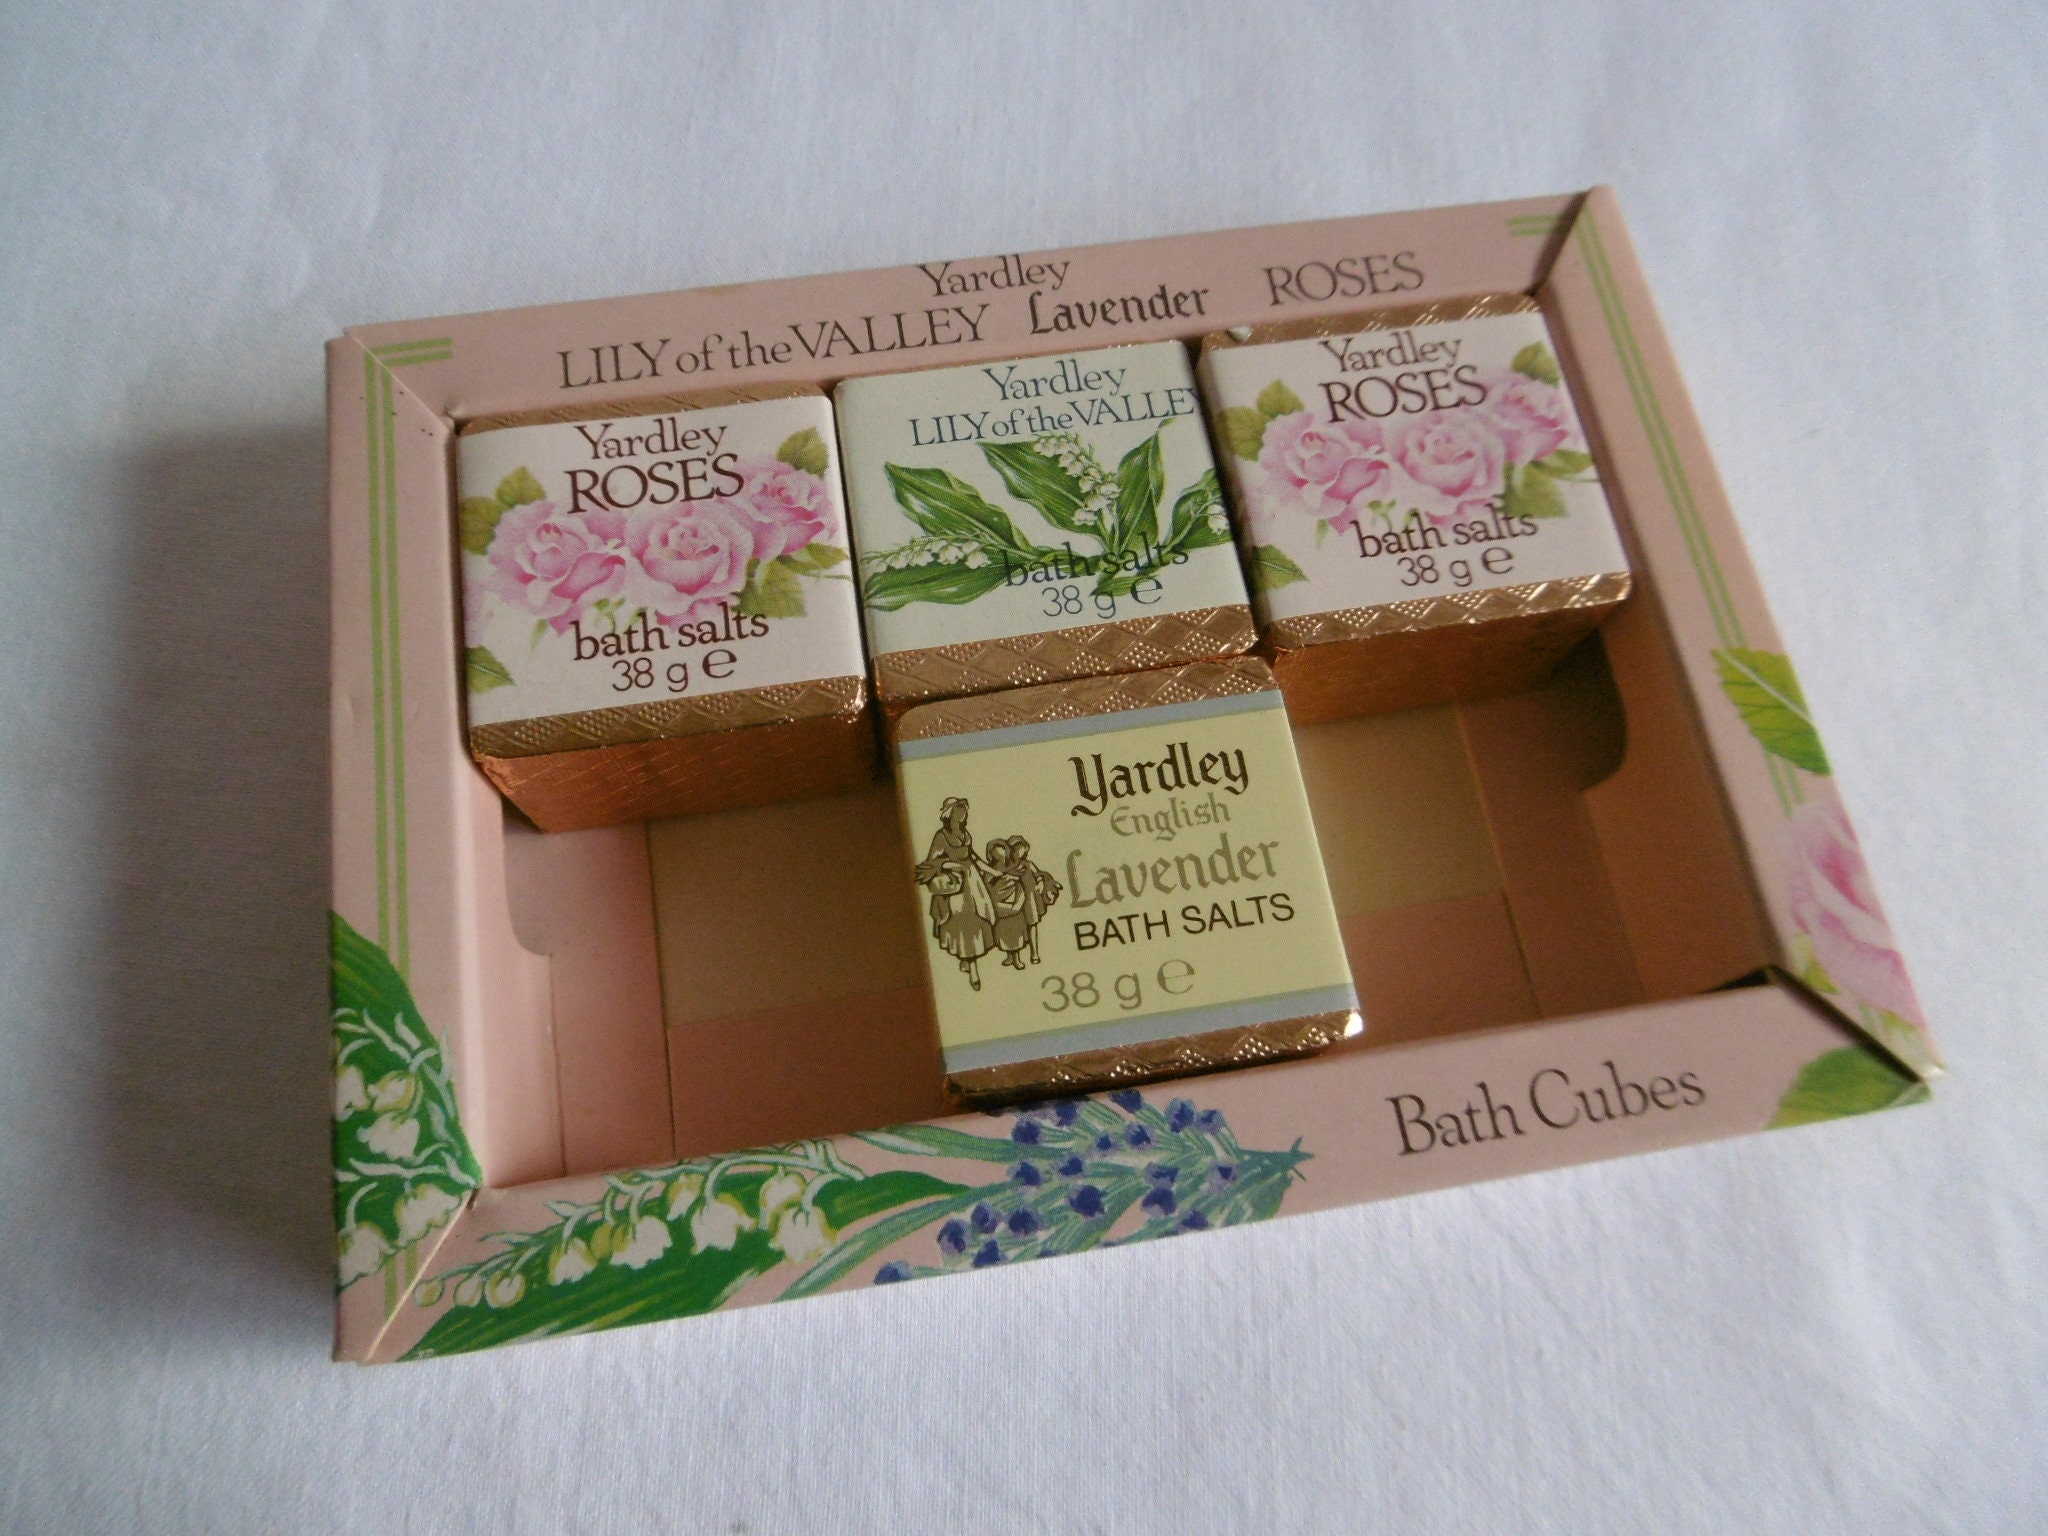 Yardley
LILY of the VALLEY Lavender ROSES
Yardley
ROSES
bath salts
38 g e
Yardley
LILY of the VALLEY
bath salts
38 g e
Yardley
ROSES
bath salts
38 g e
Yardley
English
Lavender
BATH SALTS
38 g e
Bath Cubes